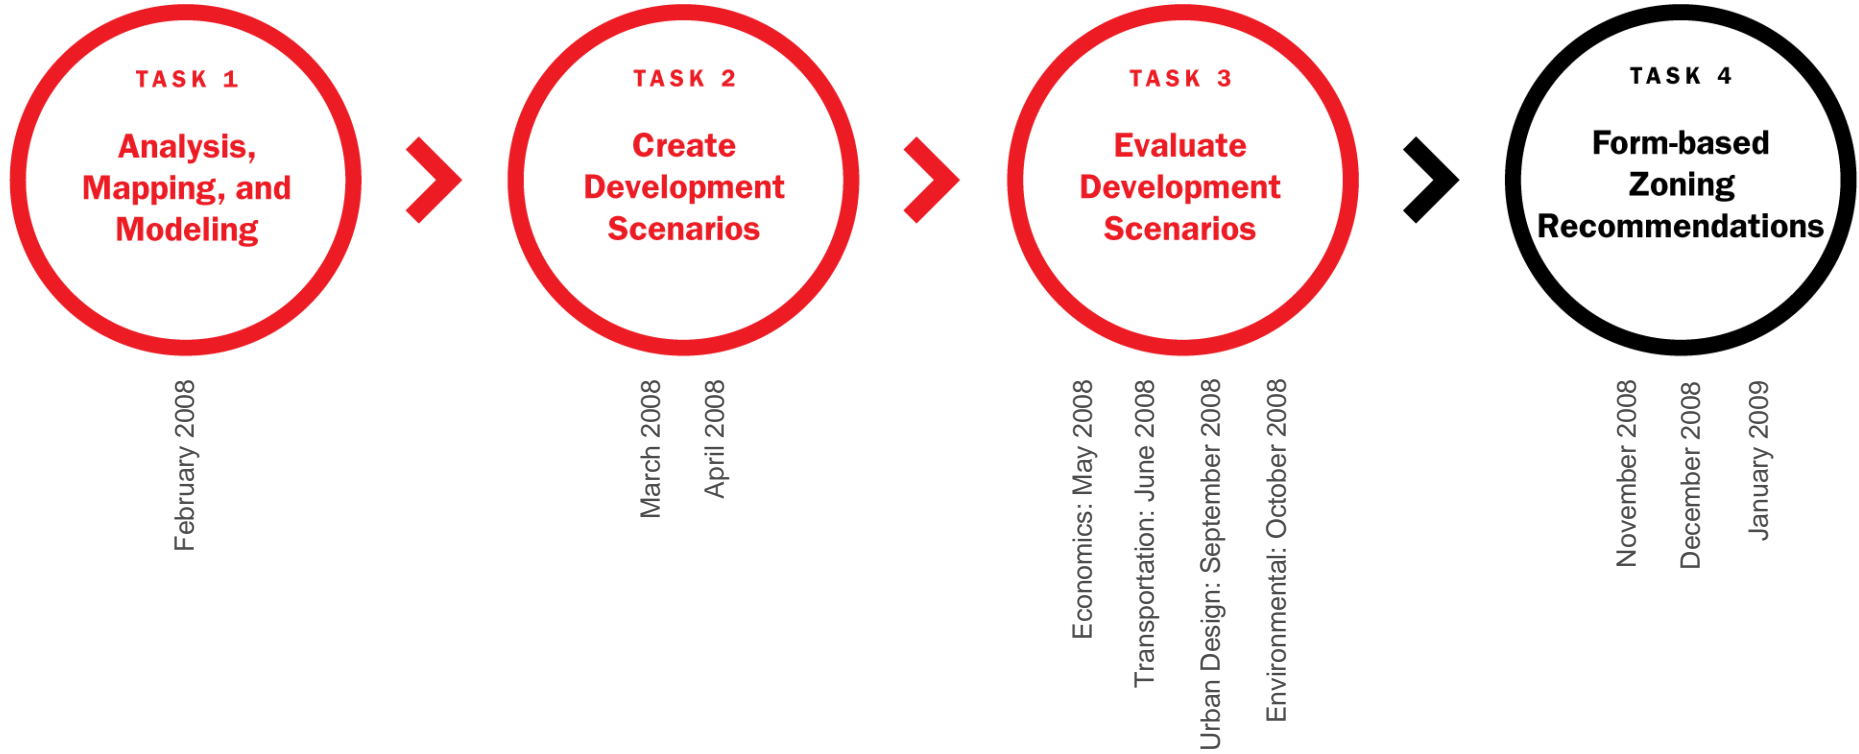 TASK 1
Analysis,
Mapping, and
Modeling
February 2008
TASK 2
Create
Development
Scenarios
March 2008
April 2008
TASK 3
Evaluate
Development
Scenarios
Economics: May 2008
Transportation: June 2008
Urban Design: September 2008
Environmental: October 2008
TASK 4
Form-based
Zoning
Recommendations
November 2008
December 2008
January 2009